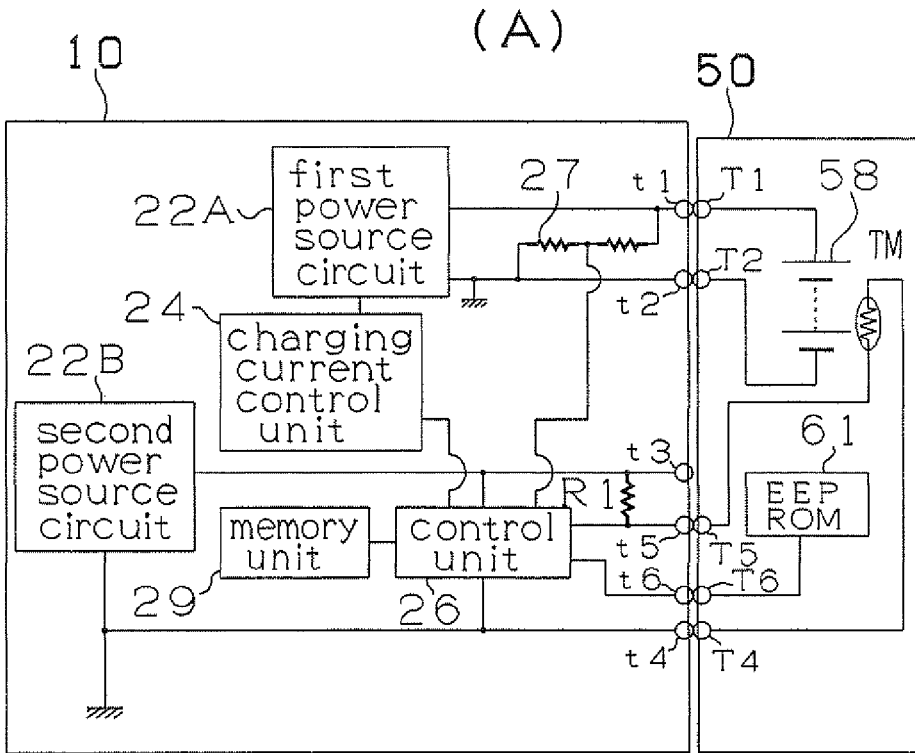 (A)
10
50
first
power
source
circuit
22A
27
t1
T1
58
TM
t2
T2
24
charging
current
control
unit
22B
second
power
source
circuit
t3
61
EEP
ROM
R1
memory
unit
29
control
unit
26
t5
T5
t6
T6
t4
T4